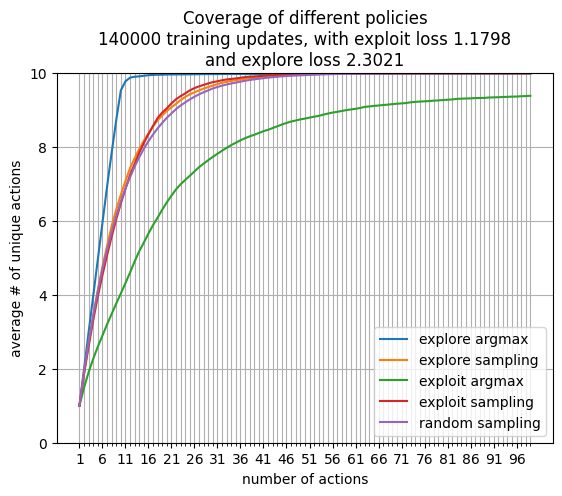 Coverage of different policies
140000 training updates, with exploit loss 1.1798
and explore loss 2.3021
average # of unique actions
10
8
6
4
2
0
explore argmax
explore sampling
exploit argmax
exploit sampling
random sampling
1 6 11 16 21 26 31 36 41 46 51 56 61 66 71 76 81 86 91 96
number of actions